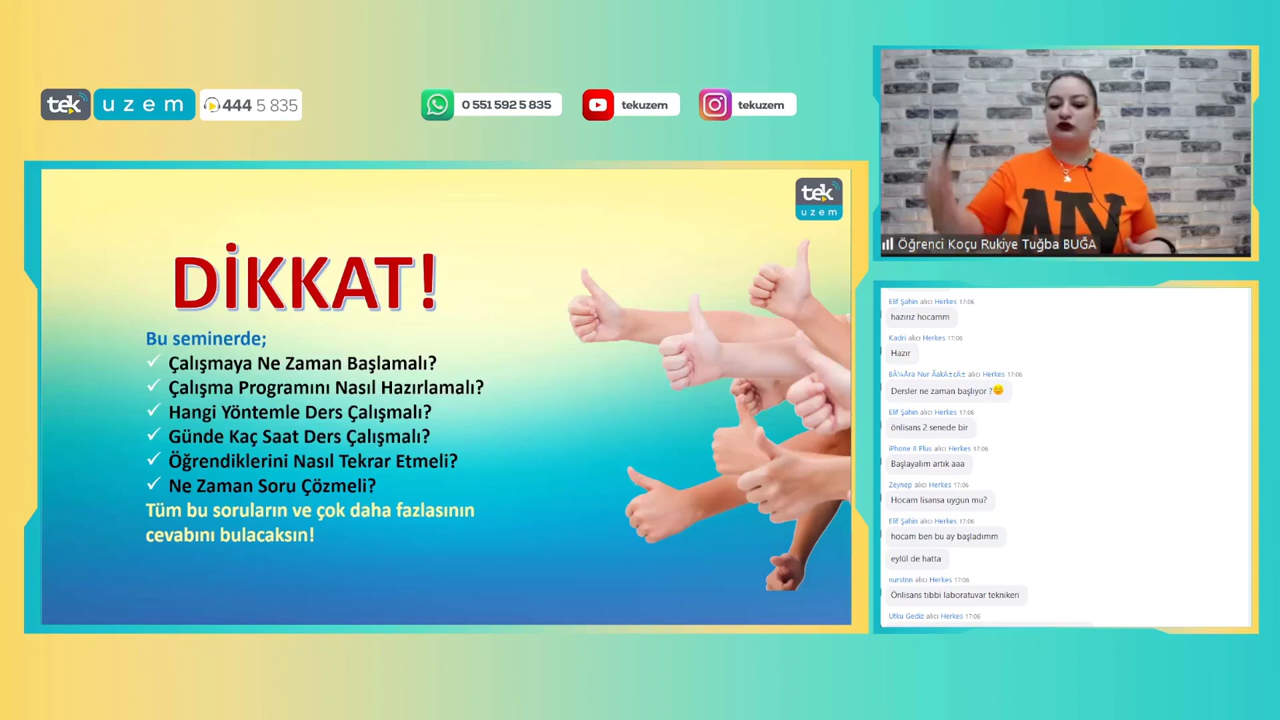 tek uzem 444 5 835
0 551 592 5 835
tekuzem
tekuzem
tek
uzem
DİKKAT!
Bu seminerde;
Çalışmaya Ne Zaman Başlamalı?
Çalışma Programını Nasıl Hazırlamalı?
Hangi Yöntemle Ders Çalışmalı?
Günde Kaç Saat Ders Çalışmalı?
Öğrendiklerini Nasıl Tekrar Etmeli?
Ne Zaman Soru Çözmeli?
Tüm bu soruların ve çok daha fazlasının
cevabını bulacaksın!
Öğrenci Koçu Rukiye Tuğba BUĞA
Elif Şahin alıcı Herkes 17:06
hazırız hocamm
Kadri alıcı Herkes 17:06
Hazır
Nur alıcı Herkes 17:06
Dersler ne zaman başlıyor ?😊
Elif Şahin alıcı Herkes 17:06
önlisans 2 senede bir
iPhone 8 Plus alıcı Herkes 17:06
Başlayalım artık aaa
Zeynep alıcı Herkes 17:06
Hocam lisansa uygun mu?
Elif Şahin alıcı Herkes 17:06
hocam ben bu ay başladımm
eylül de hatta
nurstnn alıcı Herkes 17:06
Önlisans tıbbi laboratuvar teknikeri
Utku Gediz alıcı Herkes 17:06